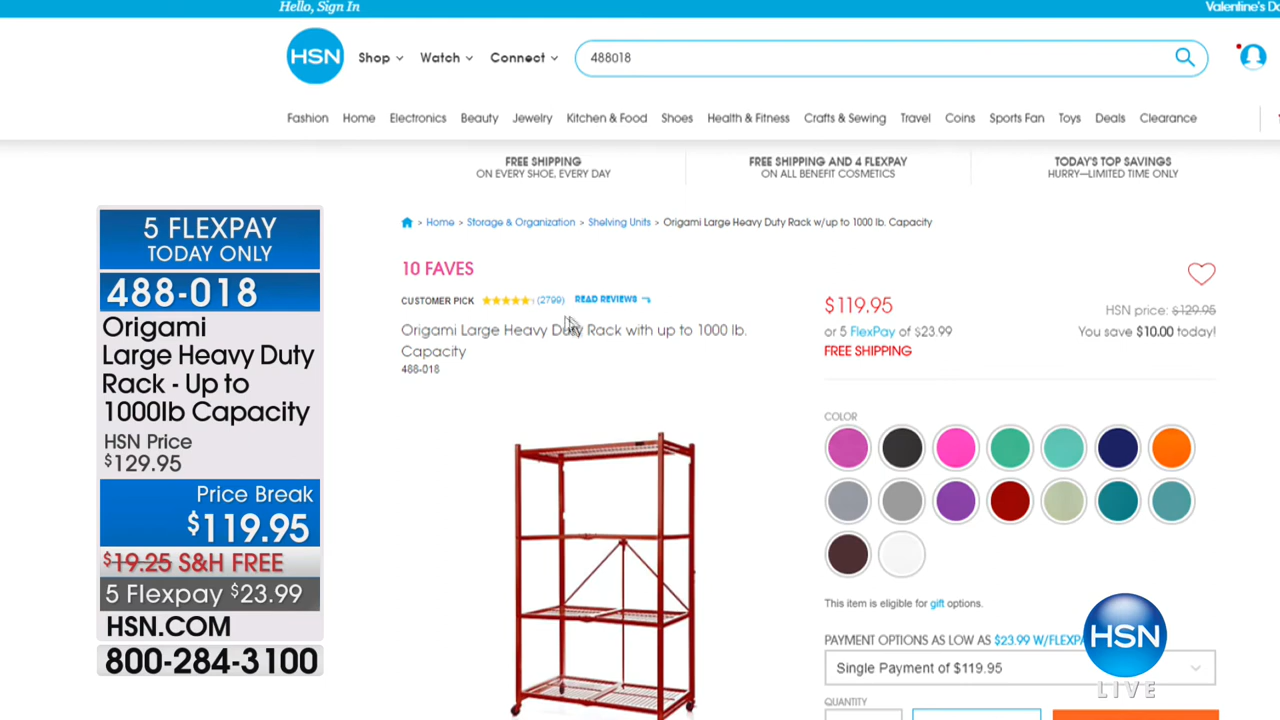 Hello, Sign In
Valentine's Da
HSN
Shop
Watch
Connect
488018
Fashion
Home
Electronics
Beauty
Jewelry
Kitchen & Food
Shoes
Health & Fitness
Crafts & Sewing
Travel
Coins
Sports Fan
Toys
Deals
Clearance
FREE SHIPPING
ON EVERY SHOE, EVERY DAY
FREE SHIPPING AND 4 FLEXPAY
ON ALL BENEFIT COSMETICS
TODAY'S TOP SAVINGS
HURRY—LIMITED TIME ONLY
5 FLEXPAY
TODAY ONLY
488-018
Origami
Large Heavy Duty
Rack - Up to
1000lb Capacity
HSN Price
$129.95
Price Break
$119.95
$19.25 S&H FREE
5 Flexpay $23.99
HSN.COM
800-284-3100
> Home > Storage & Organization > Shelving Units > Origami Large Heavy Duty Rack w/up to 1000 lb. Capacity
10 FAVES
CUSTOMER PICK
(2799)
READ REVIEWS
Origami Large Heavy Duty Rack with up to 1000 lb.
Capacity
488-018
$119.95
HSN price: $129.95
or 5 FlexPay of $23.99
You save $10.00 today!
FREE SHIPPING
COLOR
This item is eligible for gift options.
PAYMENT OPTIONS AS LOW AS $23.99 W/FLEXPA
Single Payment of $119.95
QUANTITY
HSN
LIVE